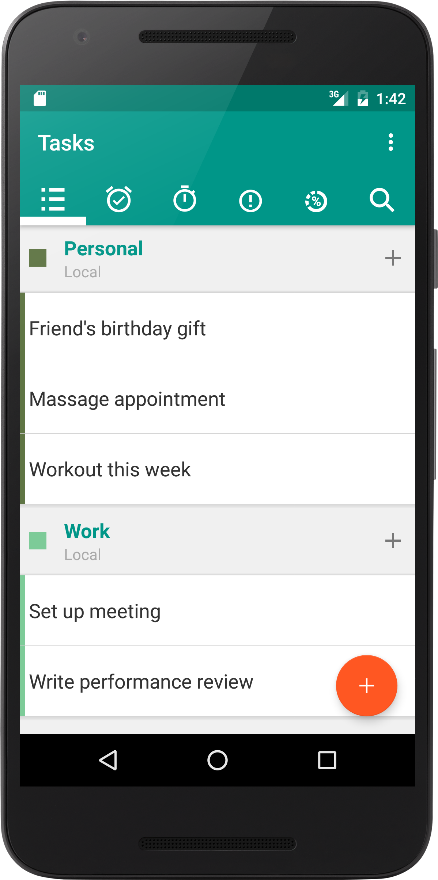 3G 1:42
Tasks
%
Personal
Local
Friend's birthday gift
Massage appointment
Workout this week
Work
Local
Set up meeting
Write performance review